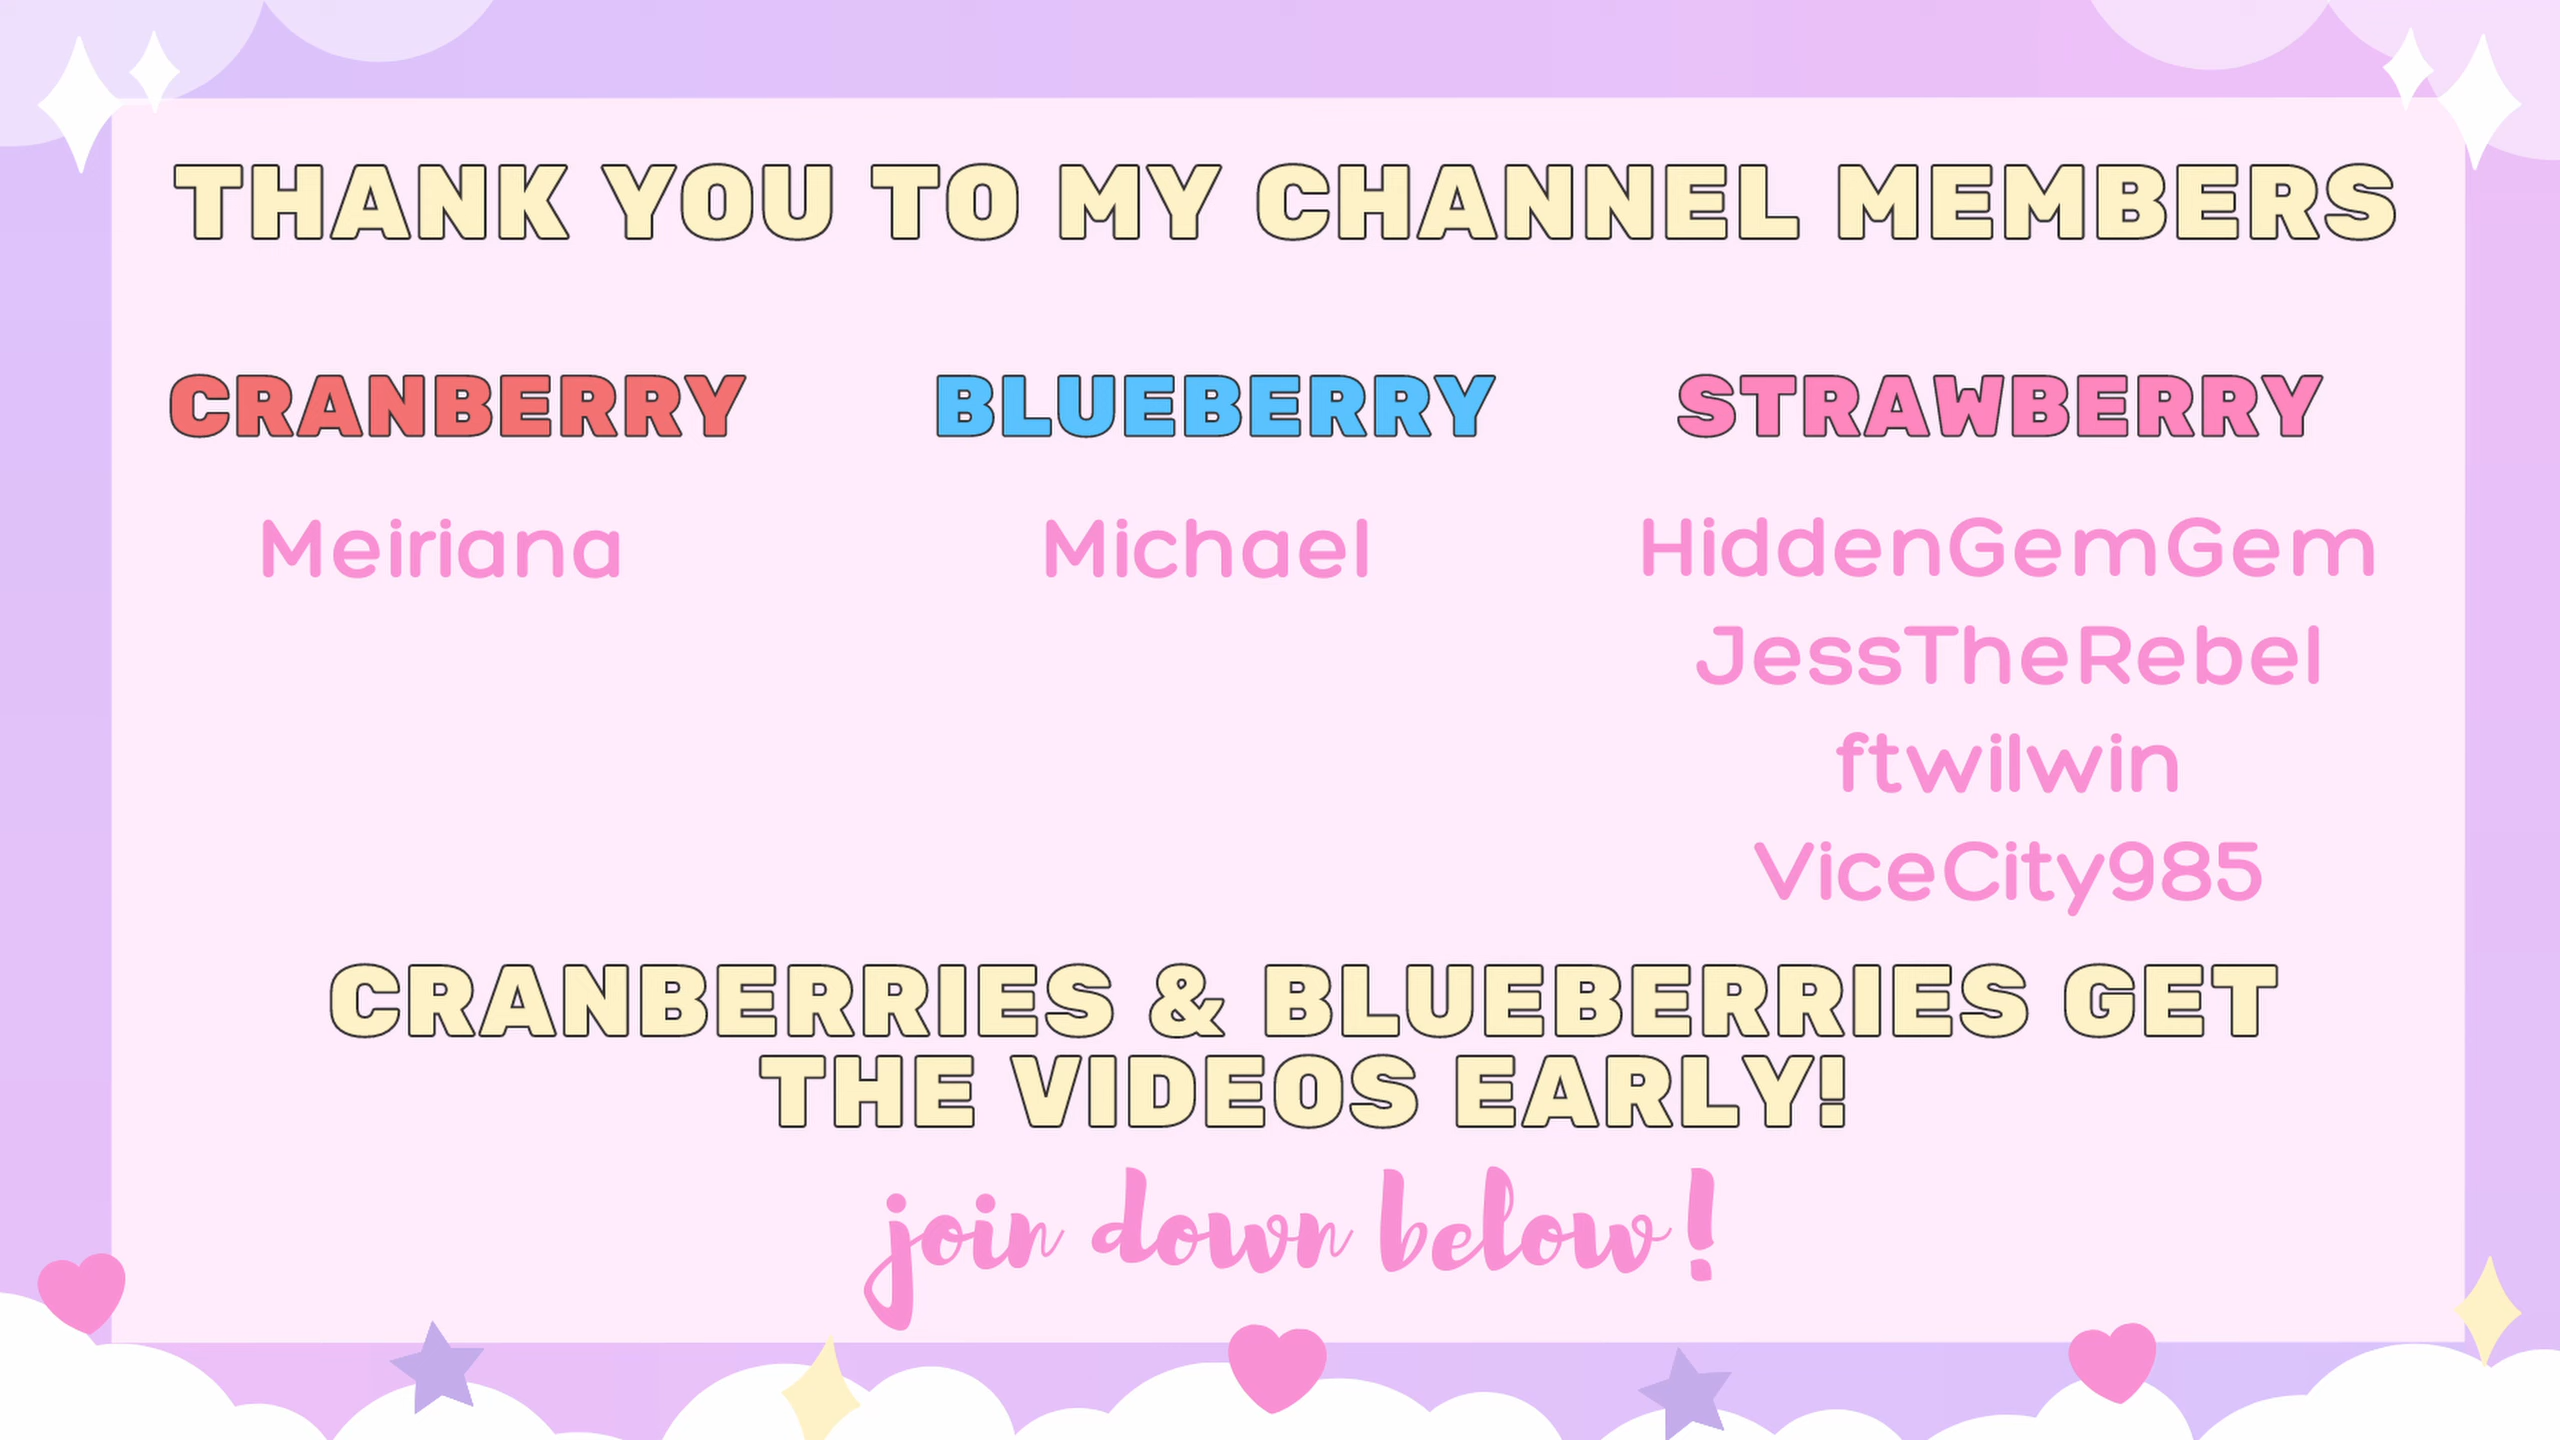 THANK YOU TO MY CHANNEL MEMBERS
CRANBERRY
Meiriana
BLUEBERRY
Michael
STRAWBERRY
HiddenGemGem
JessTheRebel
ftwilwin
ViceCity985
CRANBERRIES & BLUEBERRIES GET
THE VIDEOS EARLY!
join down below!